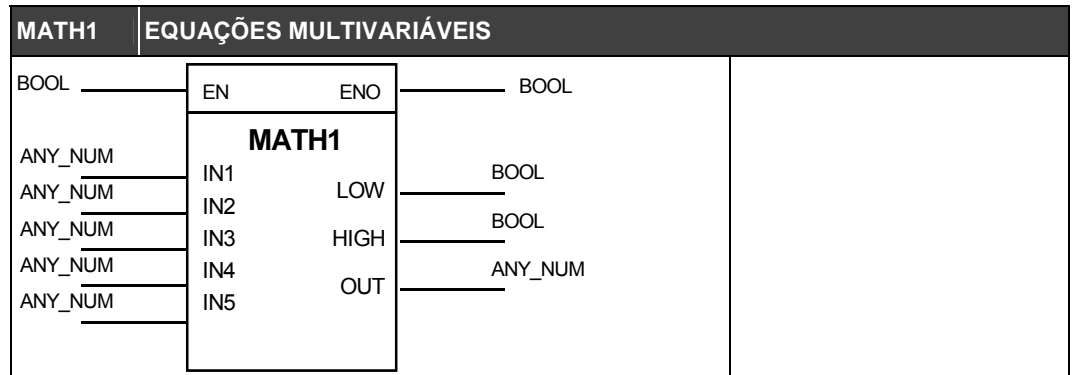 MATH1 EQUAÇÕES MULTIVARIÁVEIS
BOOL EN ENO BOOL
MATH1
ANY_NUM IN1 BOOL
ANY_NUM IN2 LOW
ANY_NUM IN3 HIGH BOOL
ANY_NUM IN4 OUT ANY_NUM
ANY_NUM IN5